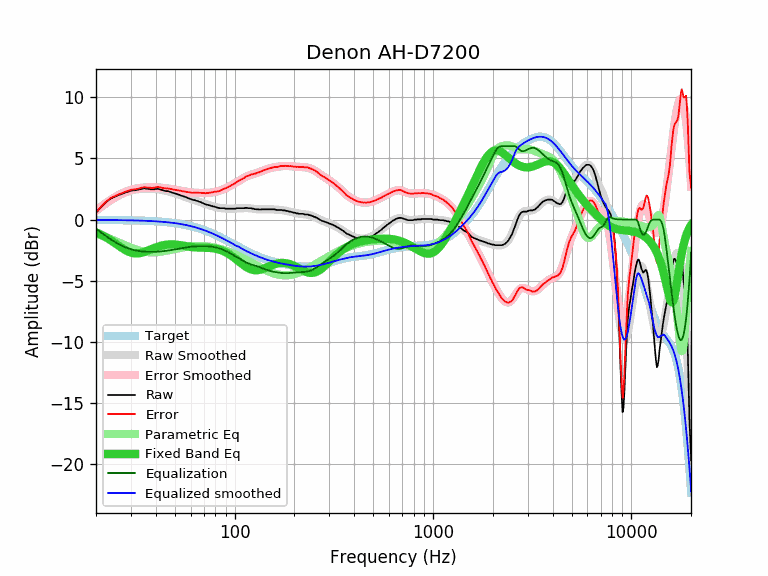 Denon AH-D7200
10
5
0
−5
−10
−15
−20
Amplitude (dBr)
Target
Raw Smoothed
Error Smoothed
Raw
Error
Parametric Eq
Fixed Band Eq
Equalization
Equalized smoothed
100
1000
10000
Frequency (Hz)